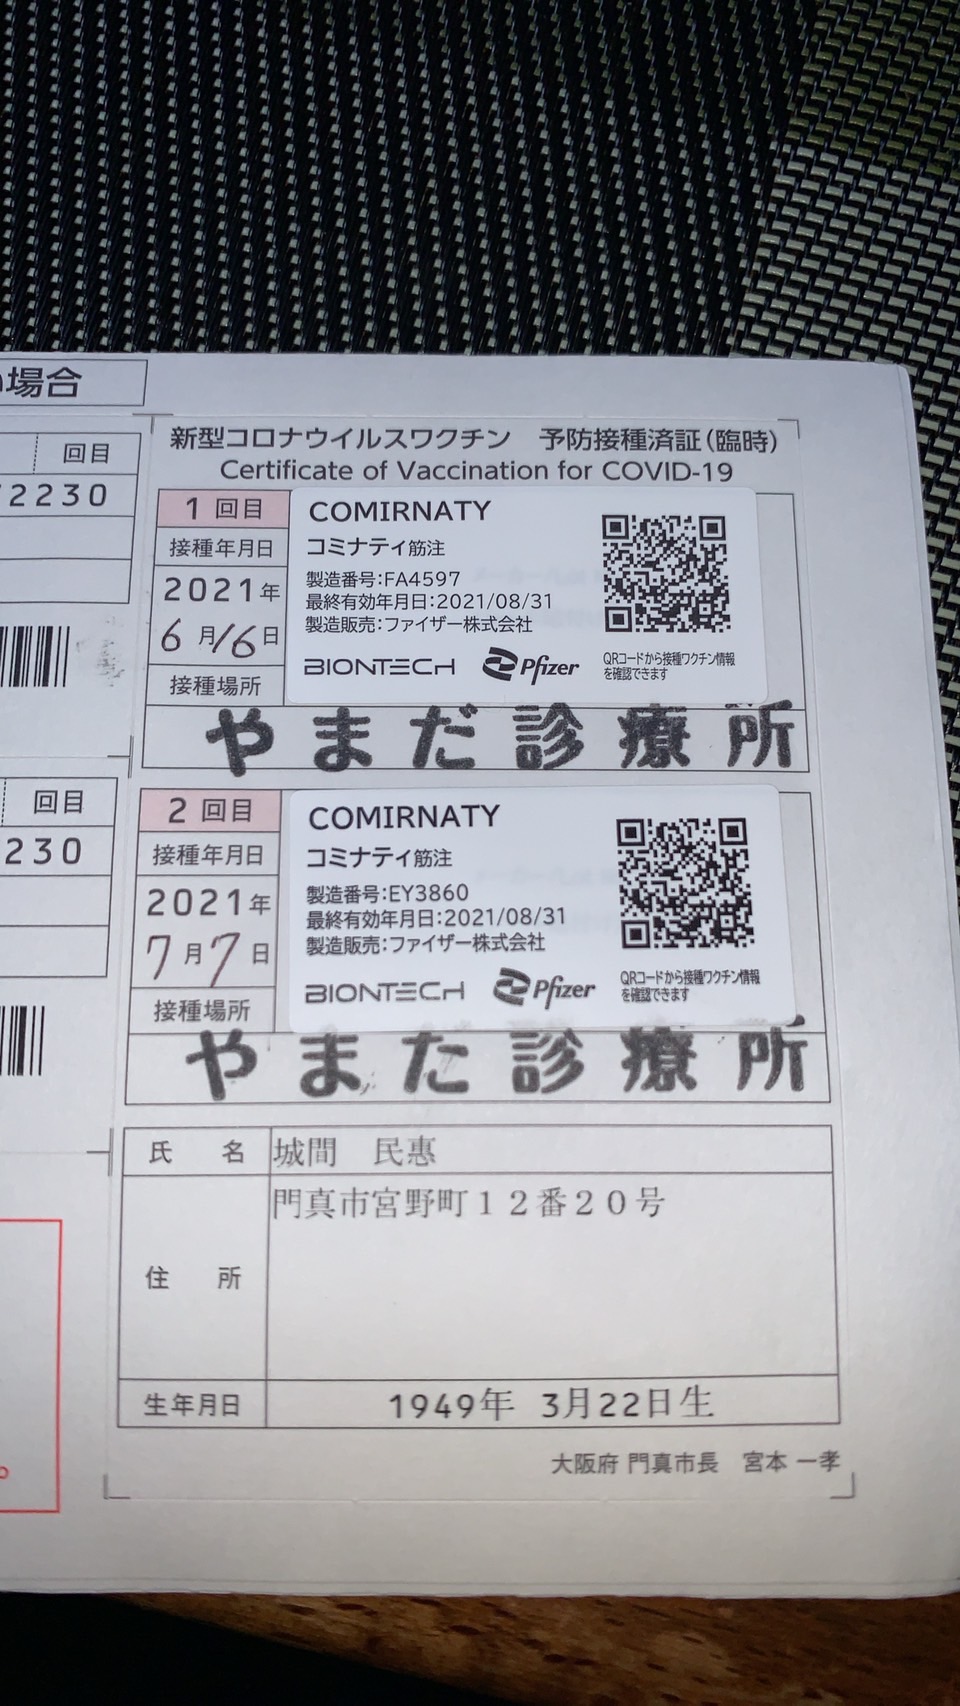 場合
回目
2230
回目
230
新型コロナウイルスワクチン 予防接種済証(臨時)
Certificate of Vaccination for COVID-19
1 回目
接種年月日
2021年
6月16日
接種場所
COMIRNATY
コミナティ筋注
製造番号:FA4597
最終有効年月日:2021/08/31
製造販売:ファイザー株式会社
BIONTECH Pfizer
QRコードから接種ワクチン情報
を確認できます
やまだ診療所
2 回目
接種年月日
2021年
7月7日
接種場所
COMIRNATY
コミナティ筋注
製造番号:EY3860
最終有効年月日:2021/08/31
製造販売:ファイザー株式会社
BIONTECH Pfizer
QRコードから接種ワクチン情報
を確認できます
やまだ診療所
氏 名 城間 民惠
住 所 門真市宮野町12番20号
生年月日 1949年 3月22日生
大阪府 門真市長 宮本 一孝